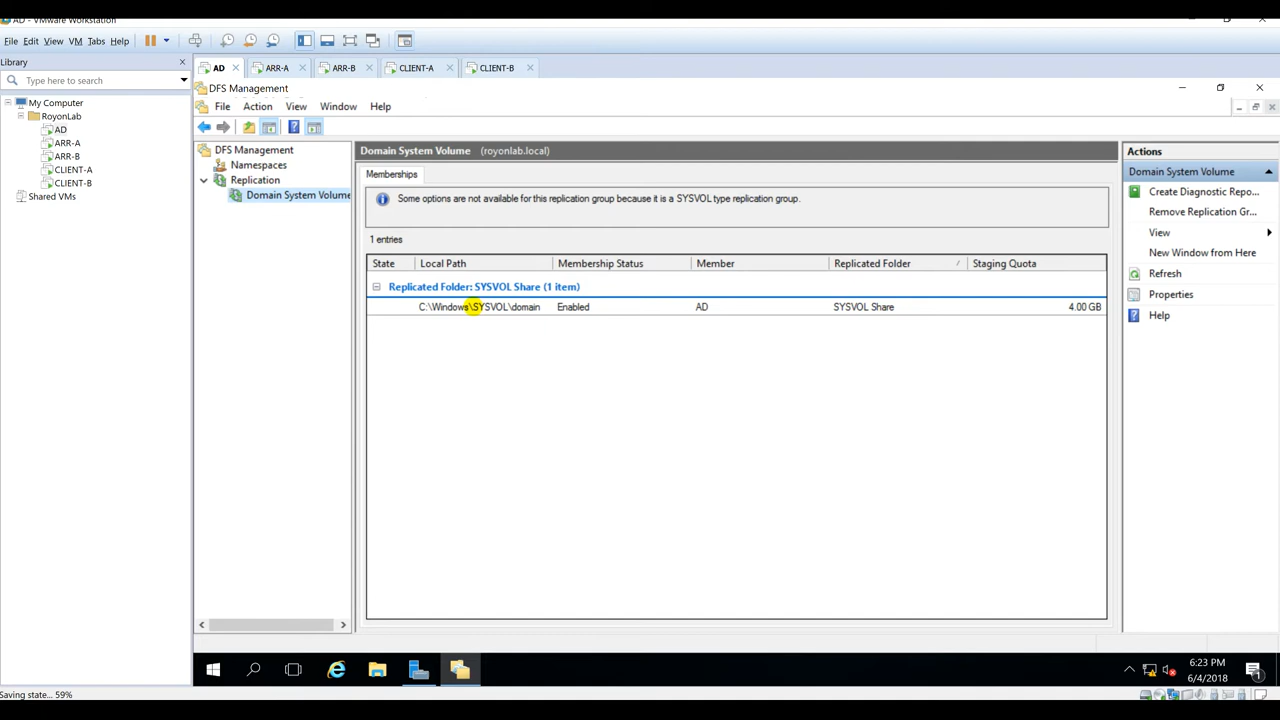 AD - VMware Workstation
File Edit View VM Tabs Help
Library
Type here to search
My Computer
RoyonLab
AD
ARR-A
ARR-B
CLIENT-A
CLIENT-B
Shared VMs
AD ARR-A ARR-B CLIENT-A CLIENT-B
DFS Management
File Action View Window Help
DFS Management
Namespaces
Replication
Domain System Volume
Domain System Volume (royonlab.local)
Memberships
Some options are not available for this replication group because it is a SYSVOL type replication group.
1 entries
State Local Path Membership Status Member Replicated Folder Staging Quota
Replicated Folder: SYSVOL Share (1 item)
C:\Windows\SYSVOL\domain Enabled AD SYSVOL Share 4.00 GB
Actions
Domain System Volume
Create Diagnostic Repo...
Remove Replication Gr...
View
New Window from Here
Refresh
Properties
Help
6:23 PM
6/4/2018
1
Saving state... 59%